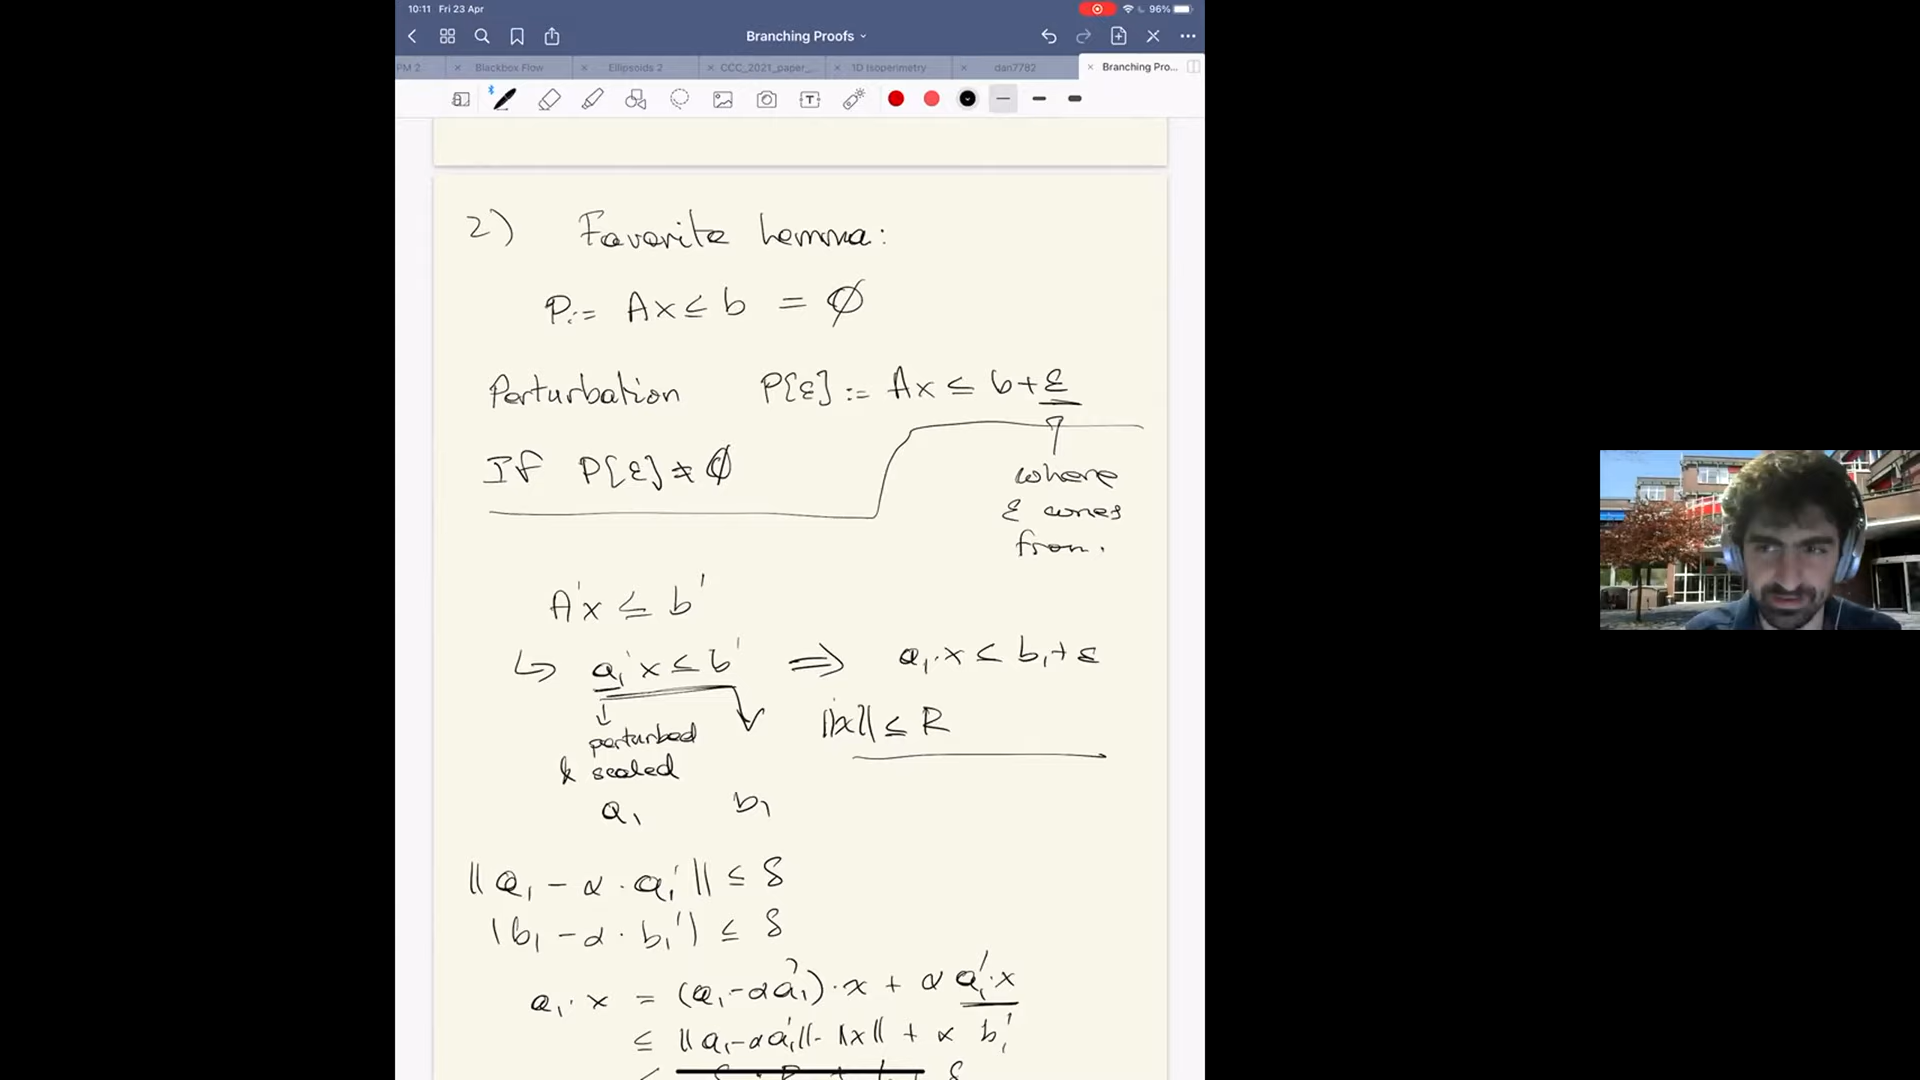 10:11 Fri 23 Apr
96%
Branching Proofs
PM 2
Blackbox Flow
Ellipsoids 2
CCC_2021_paper_...
1D Isoperimetry
dan7782
Branching Pro...
2) Favorite Lemma:
P:= Ax ≤ b = ∅
Perturbation P[ε] := Ax ≤ b+ε
If P[ε] ≠ ∅
where
ε comes
from.
A'x ≤ b'
↳ a₁'x ≤ b' ⟹ a₁·x ≤ b₁+ε
||x|| ≤ R
perturbed
& scaled
a₁ b₁
||a₁ - α·a₁'|| ≤ δ
|b₁ - α·b₁'| ≤ δ
a₁·x = (a₁-αa₁')·x + α a₁'·x
≤ ||a₁-αa₁'||·||x|| + α b₁'